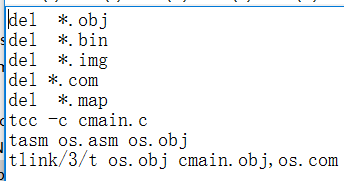 del  *.obj
del  *.bin
del  *.img
del *.com
del  *.map
tcc -c cmain.c
tasm os.asm os.obj
tlink/3/t os.obj cmain.obj,os.com